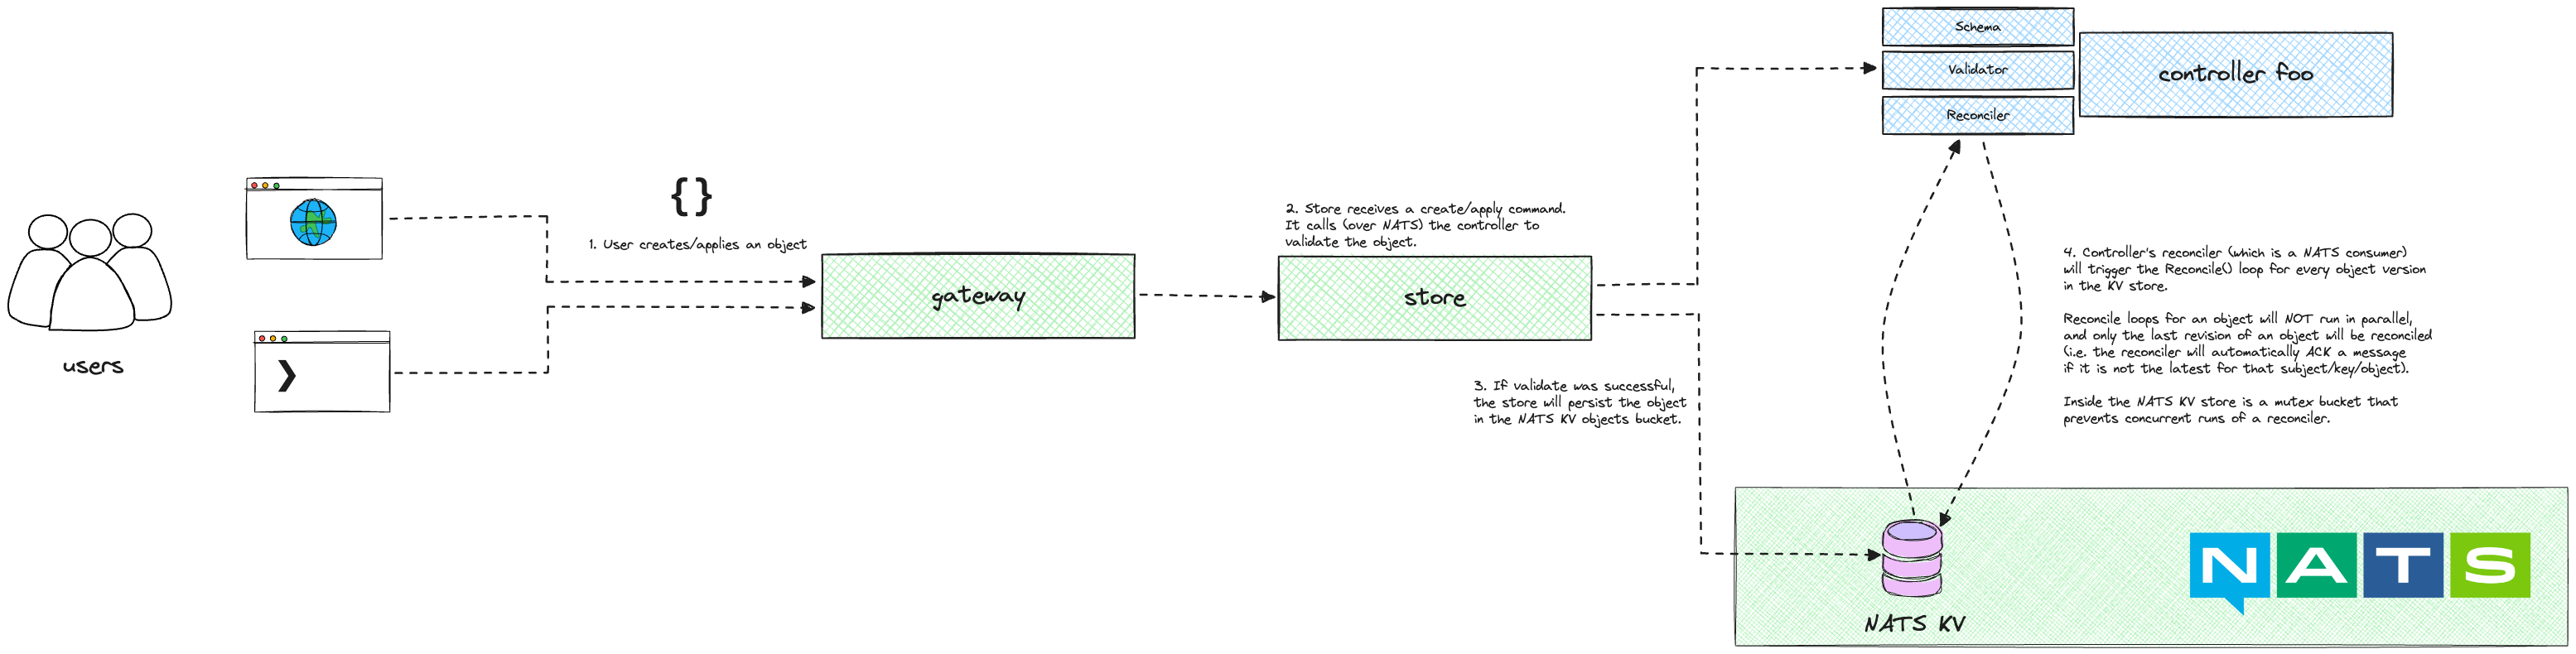 Schema
Validator
controller foo
Reconciler
{}
1. User creates/applies an object
2. Store receives a create/apply command.
It calls (over NATS) the controller to
validate the object.
gateway
store
users
❯
3. If validate was successful,
the store will persist the object
in the NATS KV objects bucket.
4. Controller's reconciler (which is a NATS consumer)
will trigger the Reconcile() loop for every object version
in the KV store.
Reconcile loops for an object will NOT run in parallel,
and only the last revision of an object will be reconciled
(i.e. the reconciler will automatically ACK a message
if it is not the latest for that subject/key/object).
Inside the NATS KV store is a mutex bucket that
prevents concurrent runs of a reconciler.
NATS KV
NATS